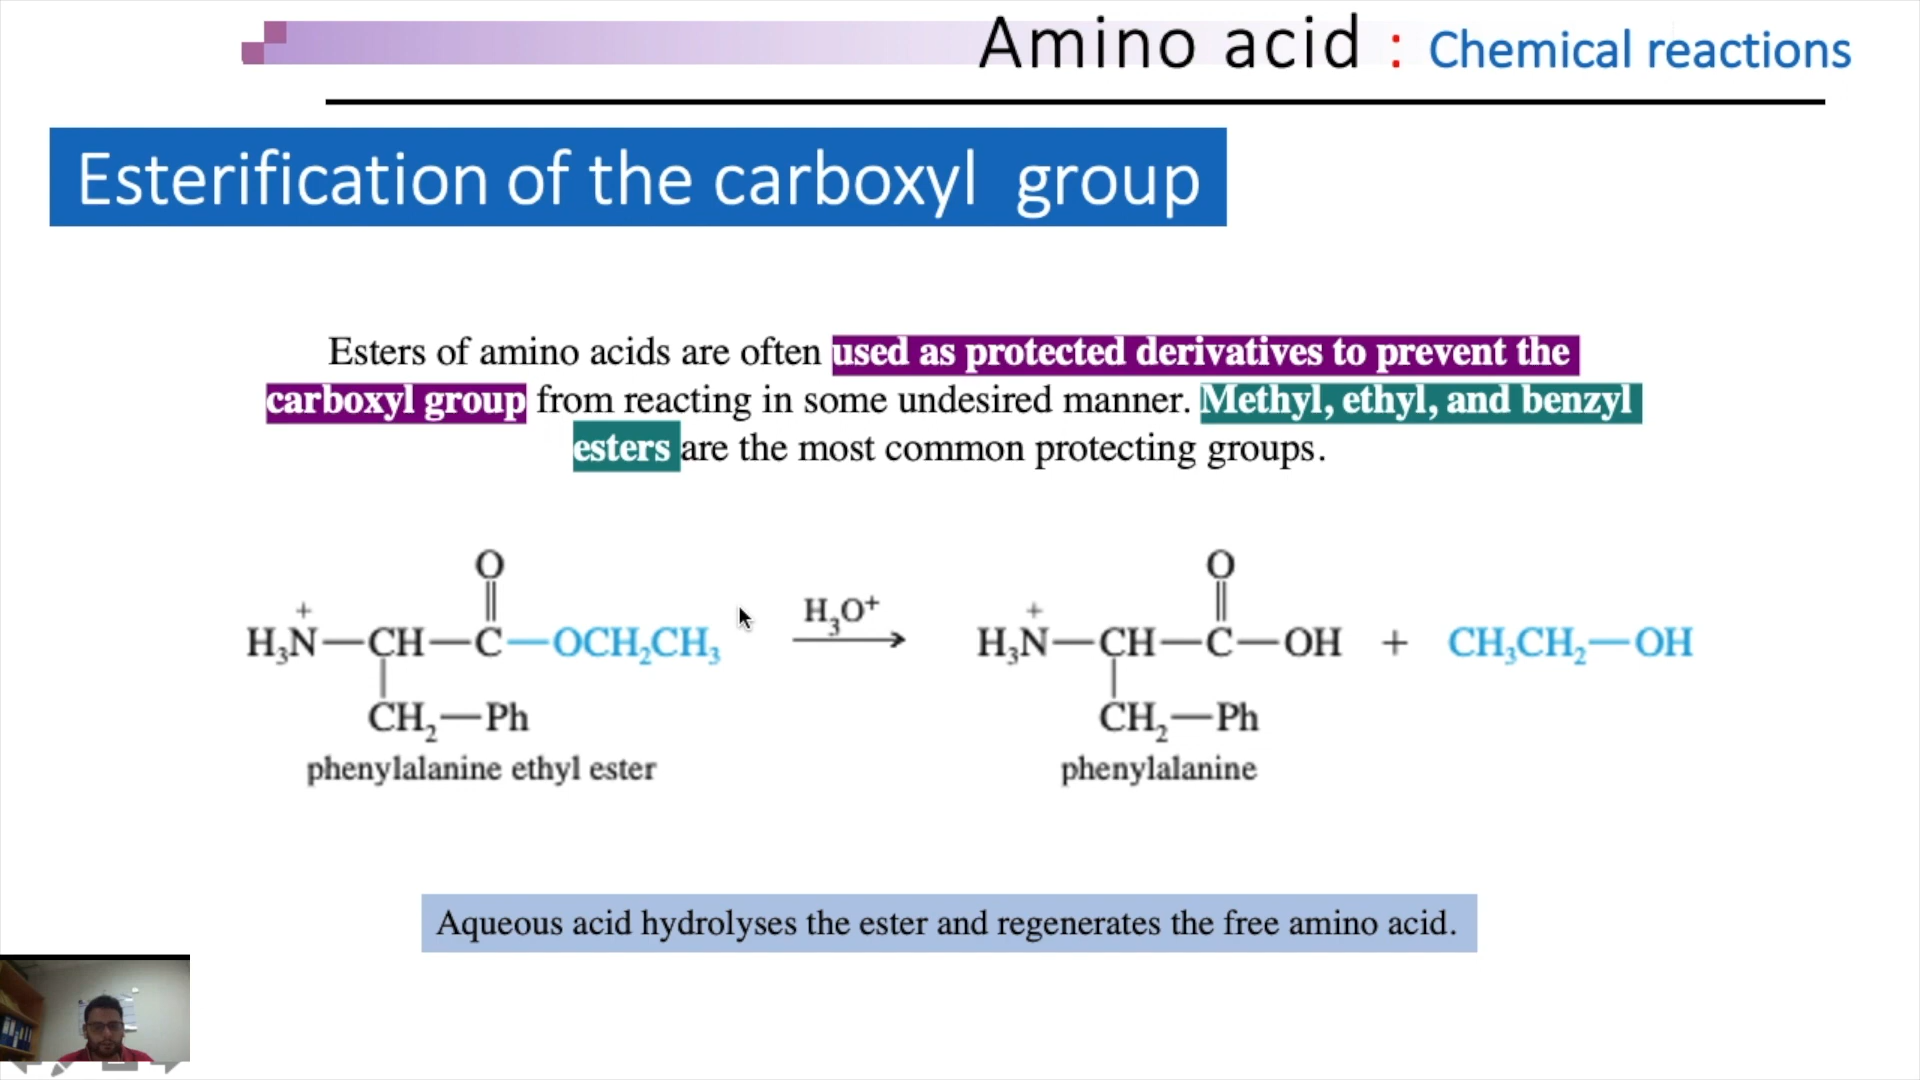 Amino acid : Chemical reactions
Esterification of the carboxyl group
Esters of amino acids are often used as protected derivatives to prevent the
carboxyl group from reacting in some undesired manner. Methyl, ethyl, and benzyl
esters are the most common protecting groups.
O
H₃N⁺—CH—C—OCH₂CH₃
CH₂—Ph
phenylalanine ethyl ester
H₃O⁺
O
H₃N⁺—CH—C—OH + CH₃CH₂—OH
CH₂—Ph
phenylalanine
Aqueous acid hydrolyses the ester and regenerates the free amino acid.